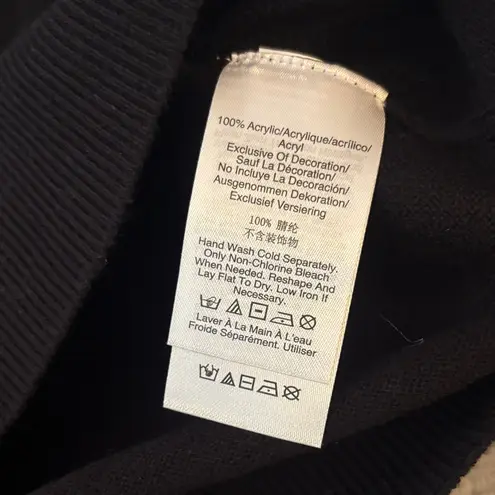 100% Acrylic/Acrylique/acrílico/
Acryl
Exclusive Of Decoration/
Sauf La Décoration/
No Incluye La Decoración/
Ausgenommen Dekoration/
Exclusief Versiering
100% 腈纶
不含装饰物
Hand Wash Cold Separately.
Only Non-Chlorine Bleach
When Needed. Reshape And
Lay Flat To Dry. Low Iron If
Necessary.
Laver À La Main À L'eau
Froide Séparément. Utiliser